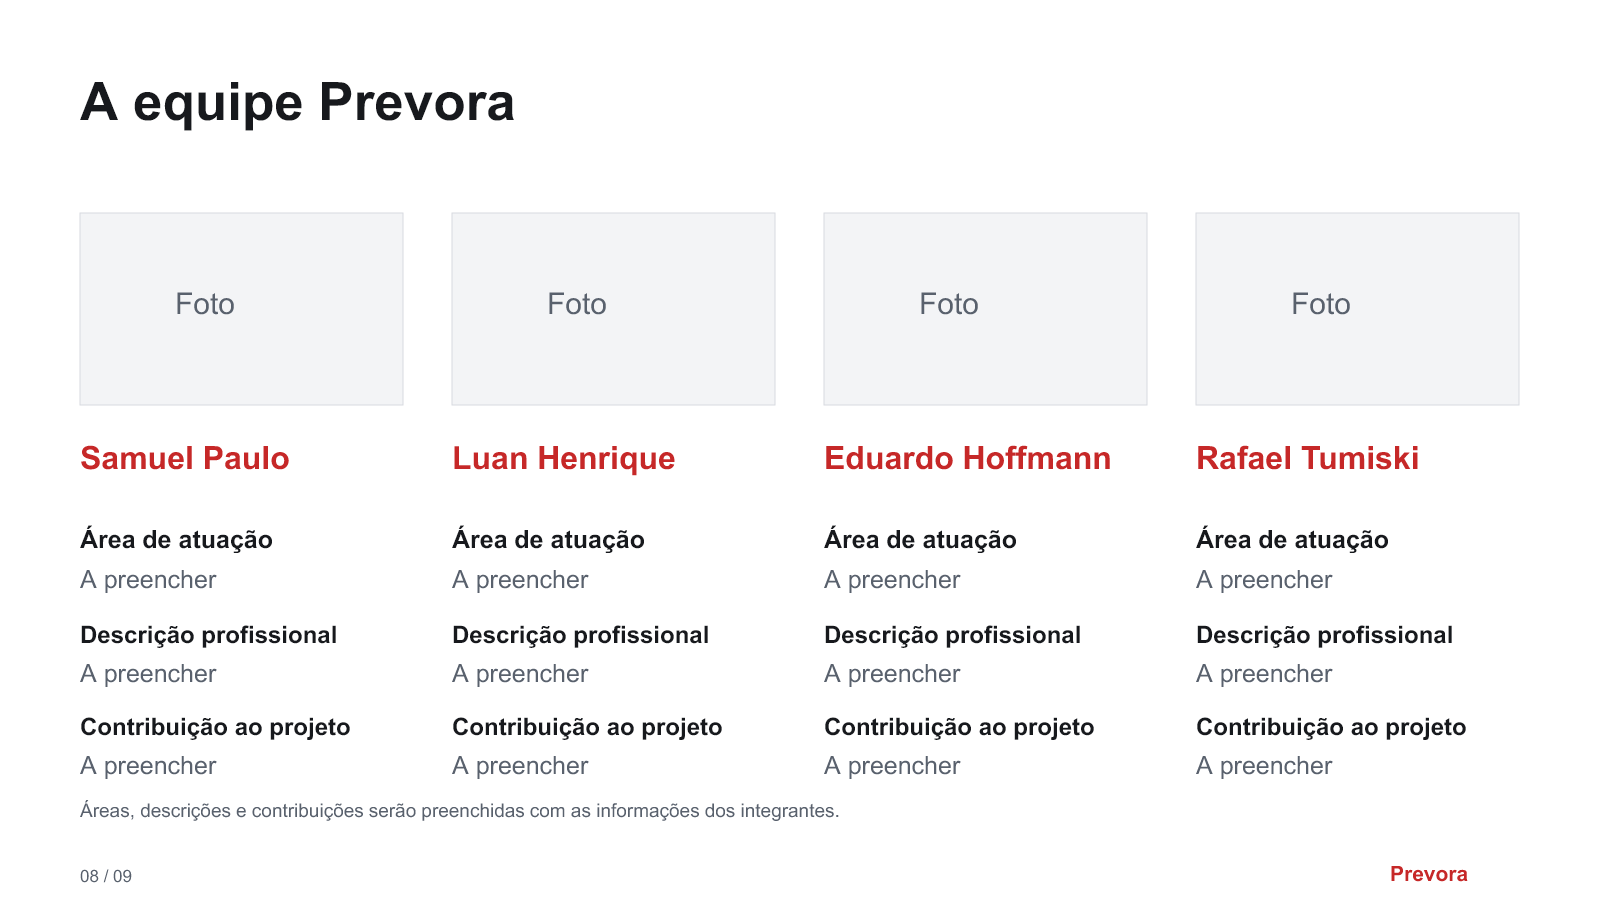 A equipe Prevora
Foto
Foto
Foto
Foto
Samuel Paulo
Luan Henrique
Eduardo Hoffmann
Rafael Tumiski
Área de atuação
A preencher
Descrição profissional
A preencher
Contribuição ao projeto
A preencher
Área de atuação
A preencher
Descrição profissional
A preencher
Contribuição ao projeto
A preencher
Área de atuação
A preencher
Descrição profissional
A preencher
Contribuição ao projeto
A preencher
Área de atuação
A preencher
Descrição profissional
A preencher
Contribuição ao projeto
A preencher
Áreas, descrições e contribuições serão preenchidas com as informações dos integrantes.
08 / 09
Prevora